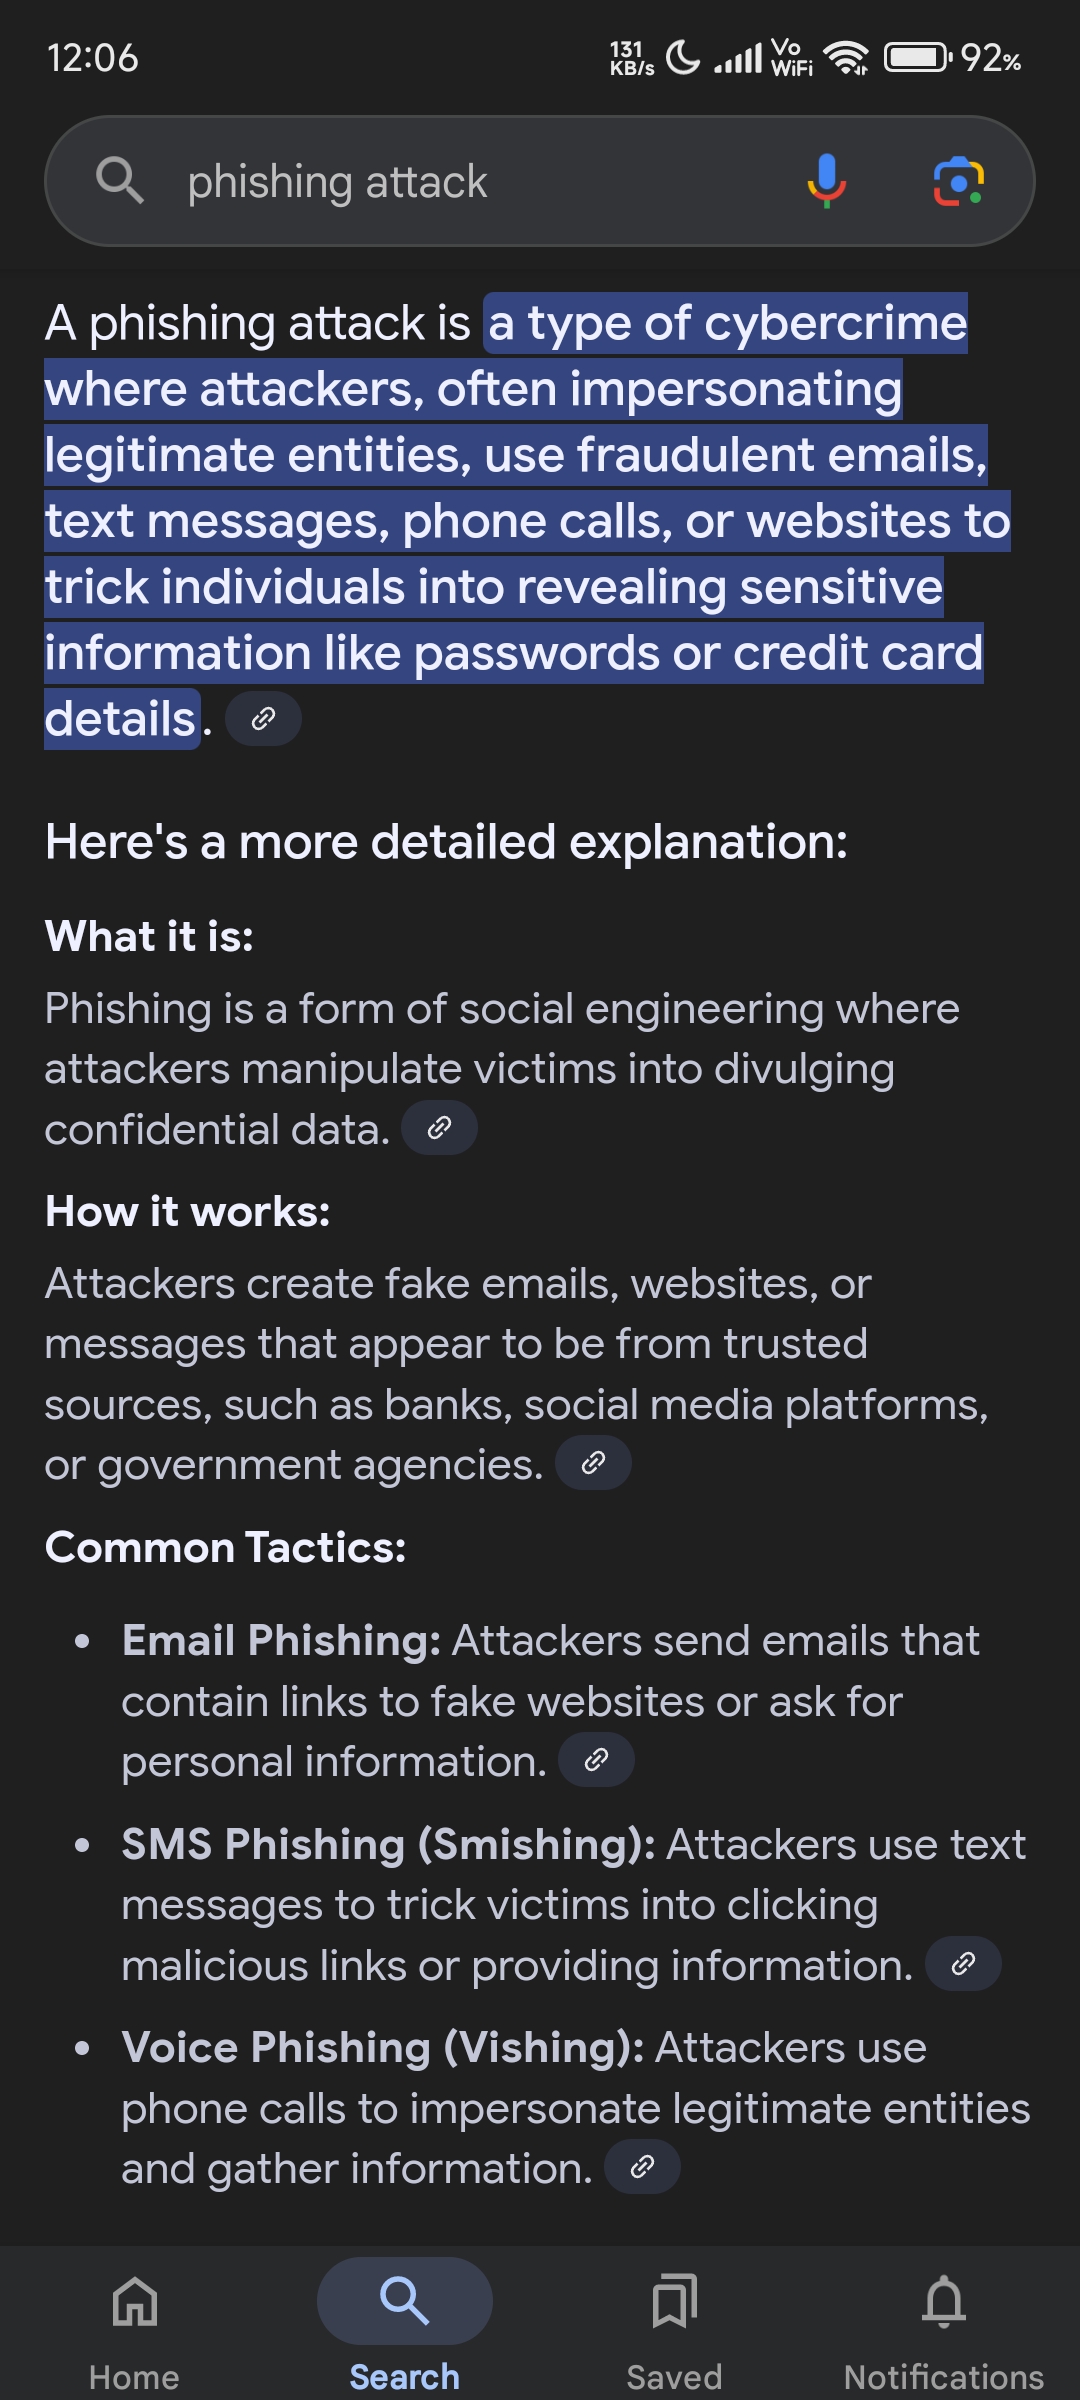 12:06
131
KB/s
Vo
WiFi
92%
phishing attack
A phishing attack is a type of cybercrime
where attackers, often impersonating
legitimate entities, use fraudulent emails,
text messages, phone calls, or websites to
trick individuals into revealing sensitive
information like passwords or credit card
details.
Here's a more detailed explanation:
What it is:
Phishing is a form of social engineering where
attackers manipulate victims into divulging
confidential data.
How it works:
Attackers create fake emails, websites, or
messages that appear to be from trusted
sources, such as banks, social media platforms,
or government agencies.
Common Tactics:
• Email Phishing: Attackers send emails that
contain links to fake websites or ask for
personal information.
• SMS Phishing (Smishing): Attackers use text
messages to trick victims into clicking
malicious links or providing information.
• Voice Phishing (Vishing): Attackers use
phone calls to impersonate legitimate entities
and gather information.
Home
Search
Saved
Notifications